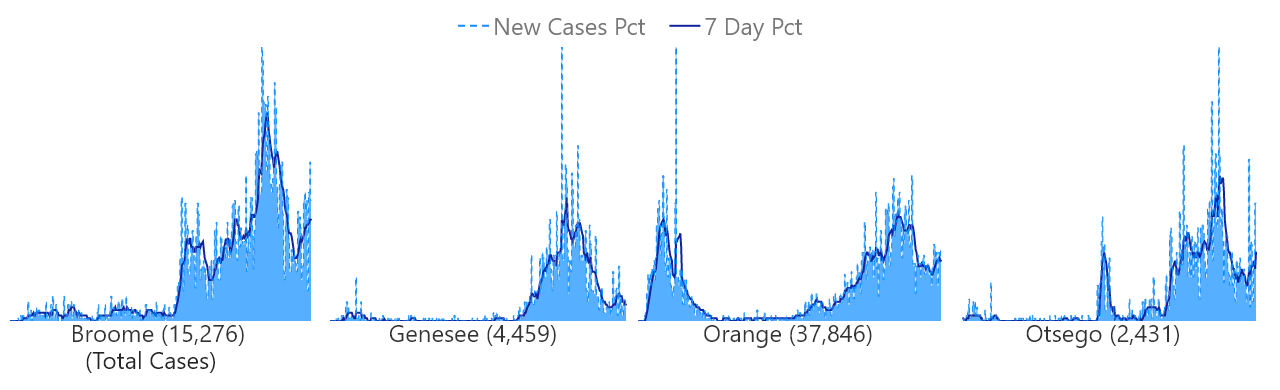 New Cases Pct 7 Day Pct
Broome (15,276) Genesee (4,459) Orange (37,846) Otsego (2,431)
(Total Cases)